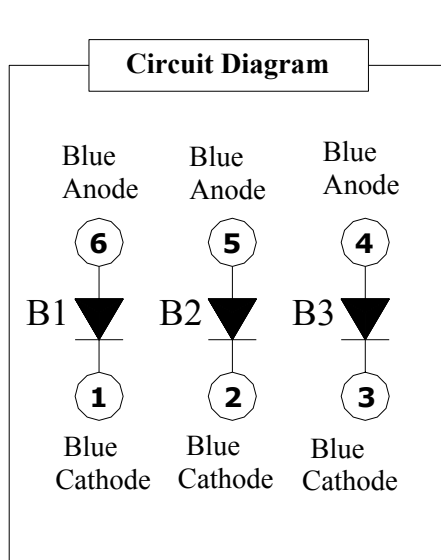 Circuit Diagram
Blue Anode
Blue Anode
Blue Anode
6 5 4
B1 B2 B3
1 2 3
Blue Cathode
Blue Cathode
Blue Cathode